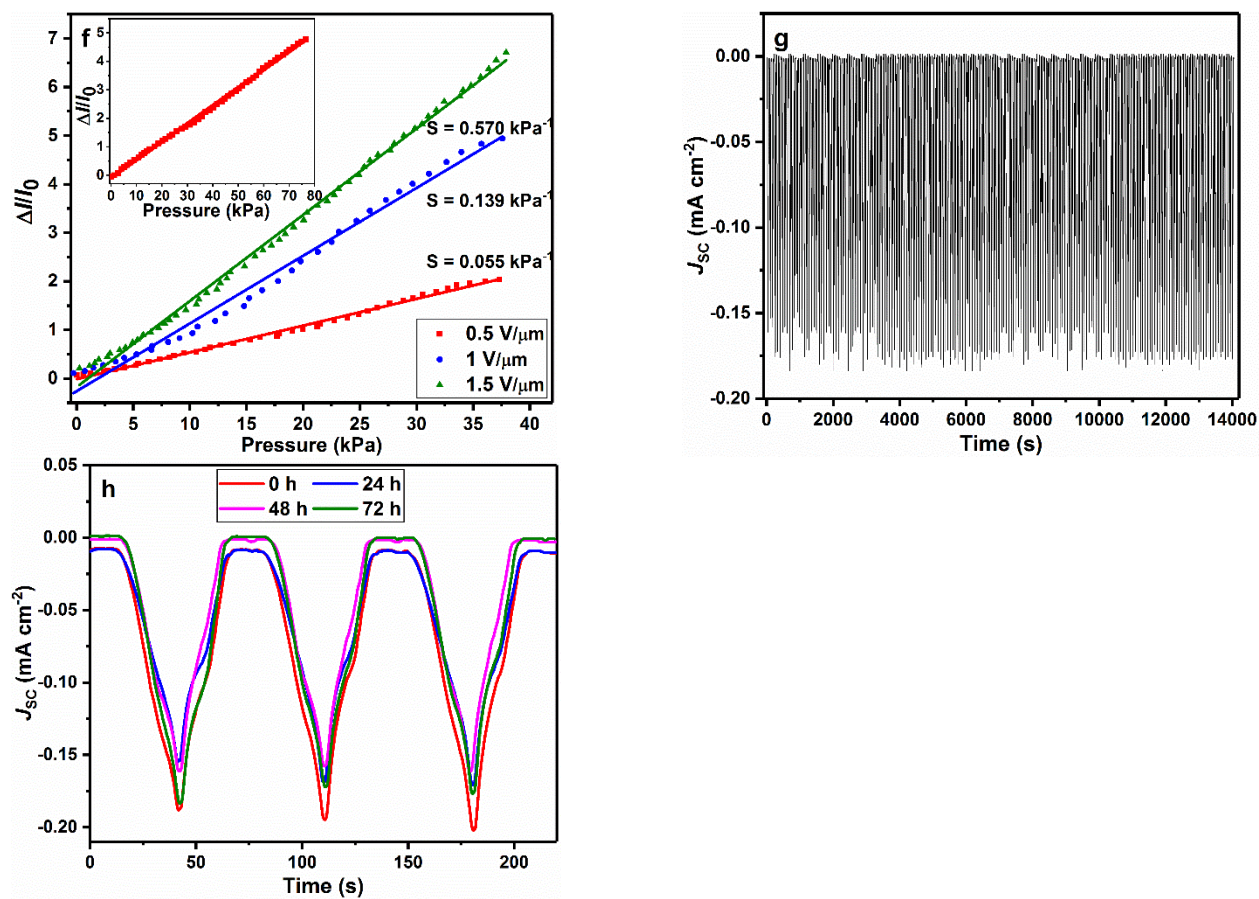 f
ΔI/I0
5
4
3
2
1
0
0 10 20 30 40 50 60 70 80
Pressure (kPa)
ΔI/I0
7
6
5
4
3
2
1
0
S = 0.570 kPa-1
S = 0.139 kPa-1
S = 0.055 kPa-1
0.5 V/μm
1 V/μm
1.5 V/μm
0 5 10 15 20 25 30 35 40
Pressure (kPa)
g
JSC (mA cm-2)
0.00
-0.05
-0.10
-0.15
-0.20
0 2000 4000 6000 8000 10000 12000 14000
Time (s)
h
0 h 24 h
48 h 72 h
JSC (mA cm-2)
0.05
0.00
-0.05
-0.10
-0.15
-0.20
0 50 100 150 200
Time (s)